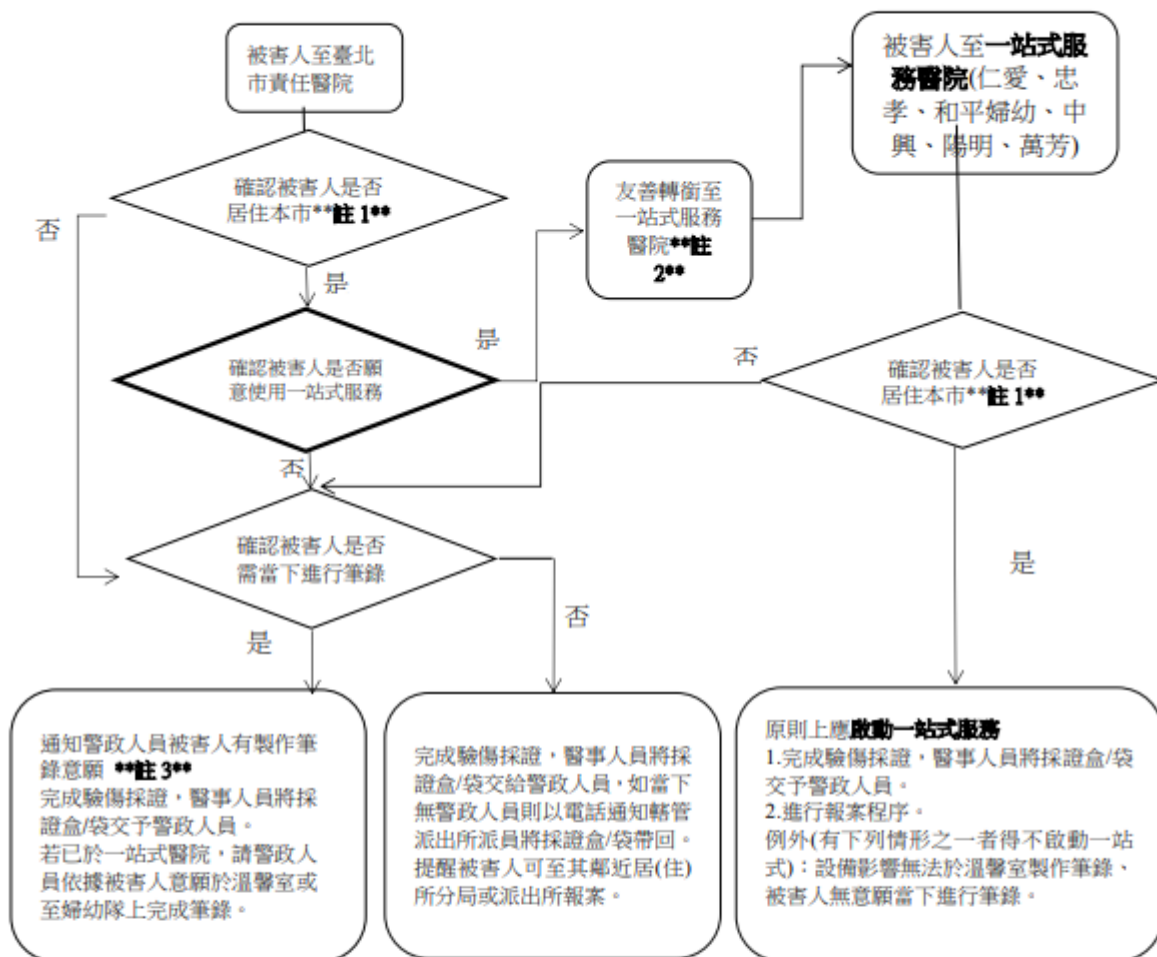 被害人至臺北
市責任醫院
被害人至一站式服
務醫院(仁愛、忠
孝、和平婦幼、中
興、陽明、萬芳)
確認被害人是否
居住本市**註 1**
否
是
友善轉銜至
一站式服務
醫院**註
2**
確認被害人是否願
意使用一站式服務
是
否
確認被害人是否
居住本市**註 1**
否
是
確認被害人是否
需當下進行筆錄
是
否
通知警政人員被害人有製作筆
錄意願 **註 3**
完成驗傷採證，醫事人員將採
證盒/袋交予警政人員。
若已於一站式醫院，請警政人
員依據被害人意願於溫馨室或
至婦幼隊上完成筆錄。
完成驗傷採證，醫事人員將採
證盒/袋交給警政人員，如當下
無警政人員則以電話通知轄管
派出所派員將採證盒/袋帶回。
提醒被害人可至其鄰近居(住)
所分局或派出所報案。
原則上應啟動一站式服務
1.完成驗傷採證，醫事人員將採證盒/袋
交予警政人員。
2.進行報案程序。
例外(有下列情形之一者得不啟動一站
式)：設備影響無法於溫馨室製作筆錄、
被害人無意願當下進行筆錄。